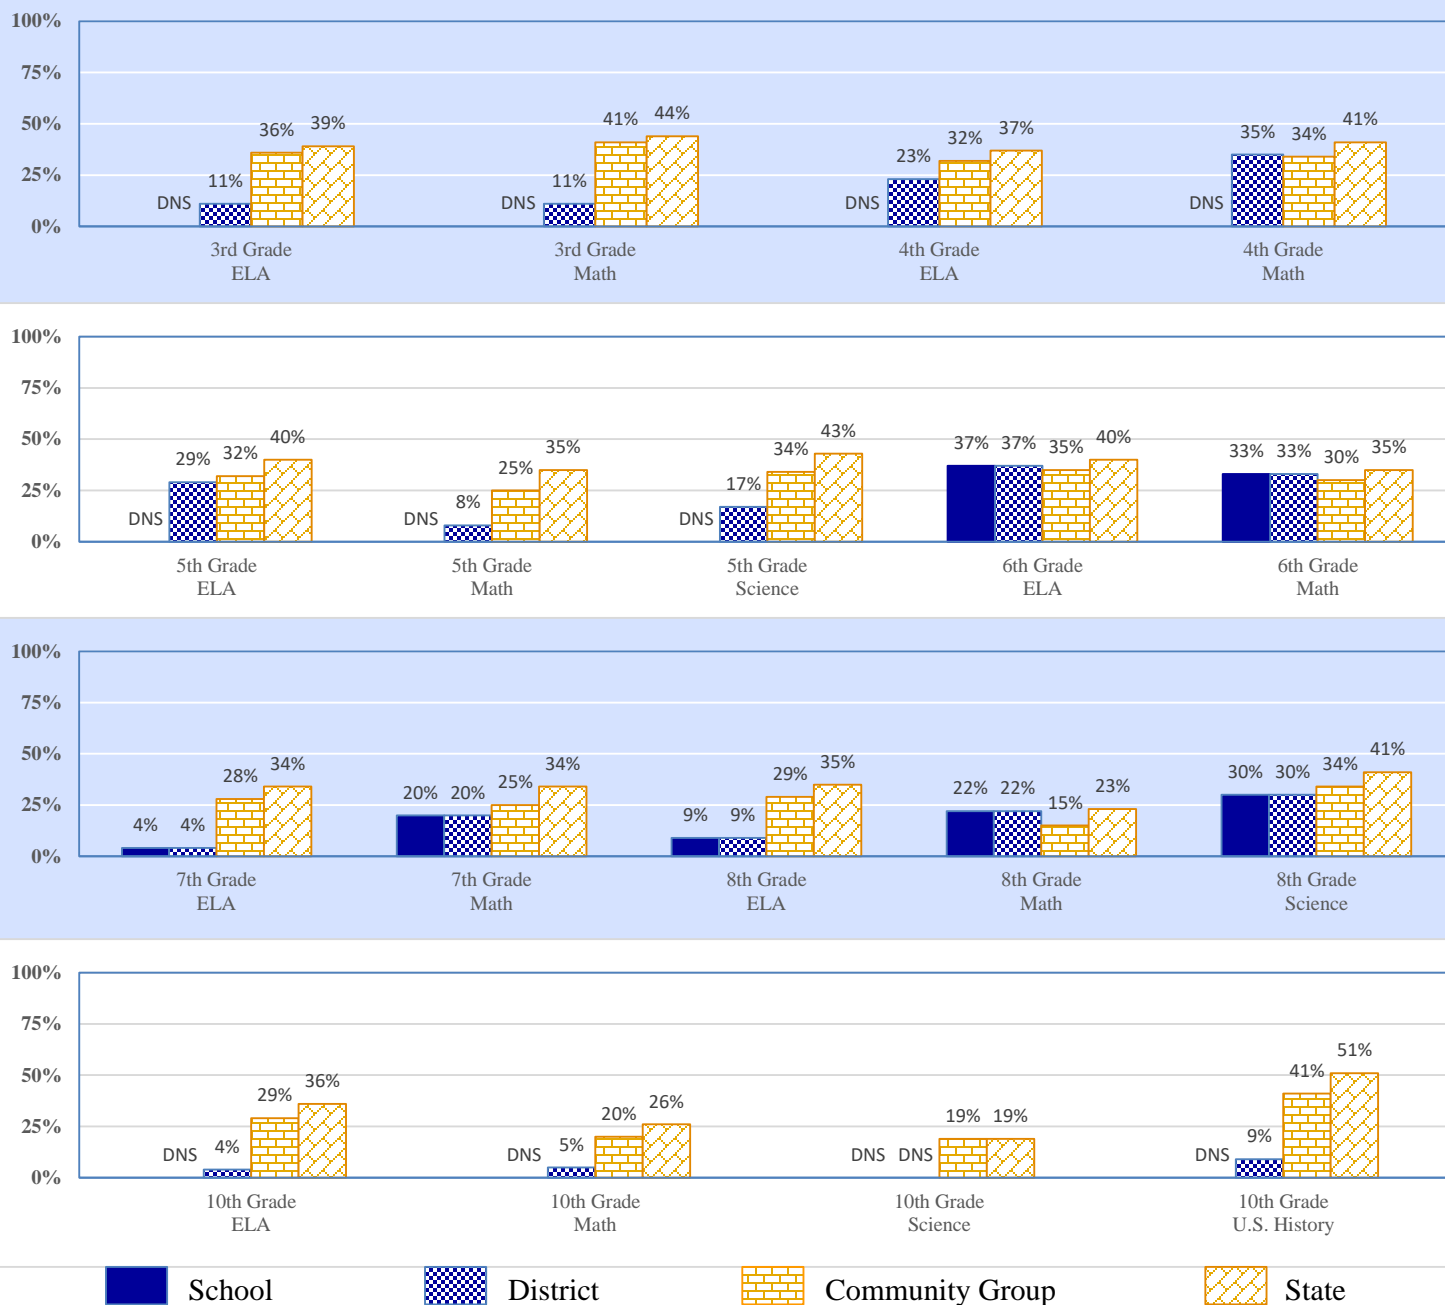 100%
75%
50%
25%
0%
DNS 11% 36% 39%
DNS 11% 41% 44%
DNS 23% 32% 37%
DNS 35% 34% 41%
3rd Grade
ELA
3rd Grade
Math
4th Grade
ELA
4th Grade
Math
100%
75%
50%
25%
0%
DNS 29% 32% 40%
DNS 8% 25% 35%
DNS 17% 34% 43%
37% 37% 35% 40%
33% 33% 30% 35%
5th Grade
ELA
5th Grade
Math
5th Grade
Science
6th Grade
ELA
6th Grade
Math
100%
75%
50%
25%
0%
4% 4% 28% 34%
20% 20% 25% 34%
9% 9% 29% 35%
22% 22% 15% 23%
30% 30% 34% 41%
7th Grade
ELA
7th Grade
Math
8th Grade
ELA
8th Grade
Math
8th Grade
Science
100%
75%
50%
25%
0%
DNS 4% 29% 36%
DNS 5% 20% 26%
DNS DNS 19% 19%
DNS 9% 41% 51%
10th Grade
ELA
10th Grade
Math
10th Grade
Science
10th Grade
U.S. History
School District Community Group State